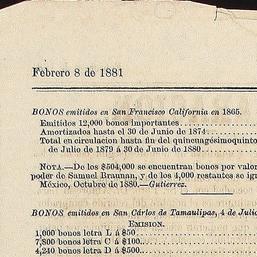 Febrero 8 de 1881
BONOS emitidos en San Francisco California en 1865.
Emitidos 12,000 bonos importantes
Amortizados hasta el 30 de Junio de 1874
Total en circulacion hasta fin del quincuagésimoquinto
de Julio de 1879 á 30 de Junio de 1880
NOTA.—De los $504,000 se encuentran bonos por valor
poder de Samuel Brannan, y de los 4,000 restantes se ign
México, Octubre de 1880.—Gutierrez.
BONOS emitidos en San Cárlos de Tamaulipas, 4 de Julio
EMISION.
1,000 bonos letra L á $50
7,800 bonos letra C á $100
4,240 bonos letra D á $500